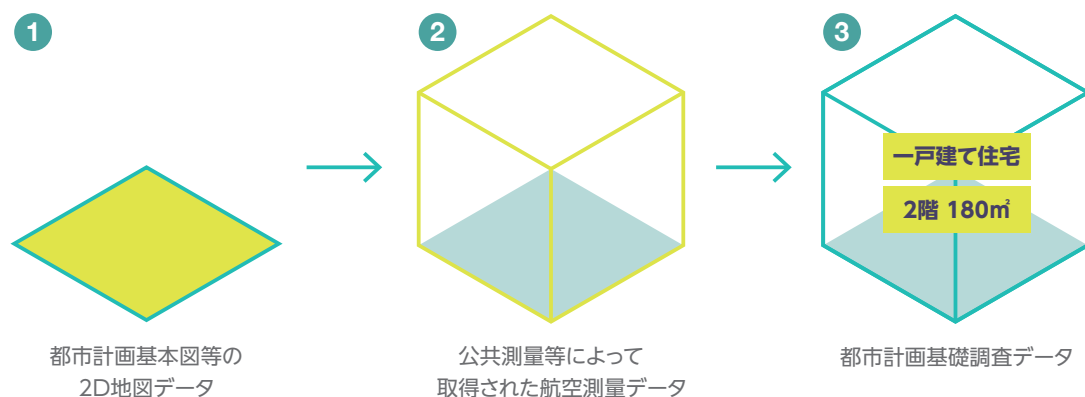 1
2
3
一戸建て住宅
2階 180㎡
都市計画基本図等の
2D地図データ
公共測量等によって
取得された航空測量データ
都市計画基礎調査データ